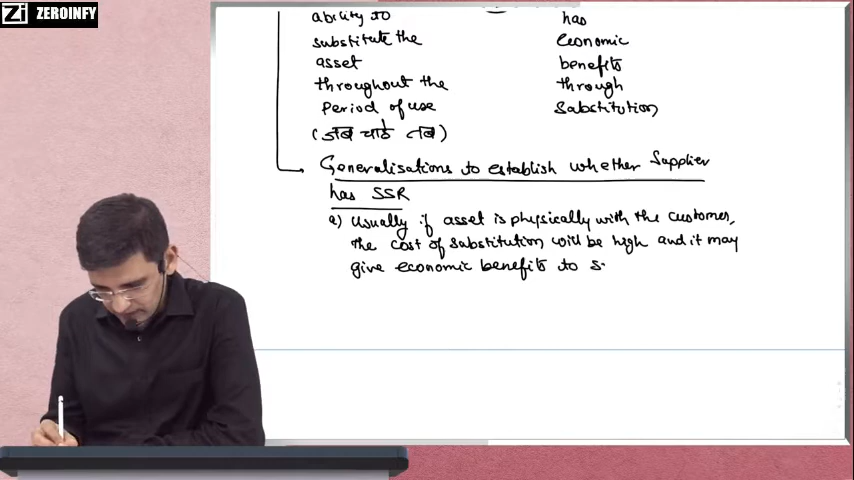 Zi ZEROINFY
ability to
substitute the
asset
throughout the
Period of use
(जब चाहे तब)
has
Economic
benefits
through
Substitution
Generalisations to establish whether Supplier
has SSR
a) Usually if asset is physically with the customer,
the cost of substitution will be high and it may
give economic benefits to s